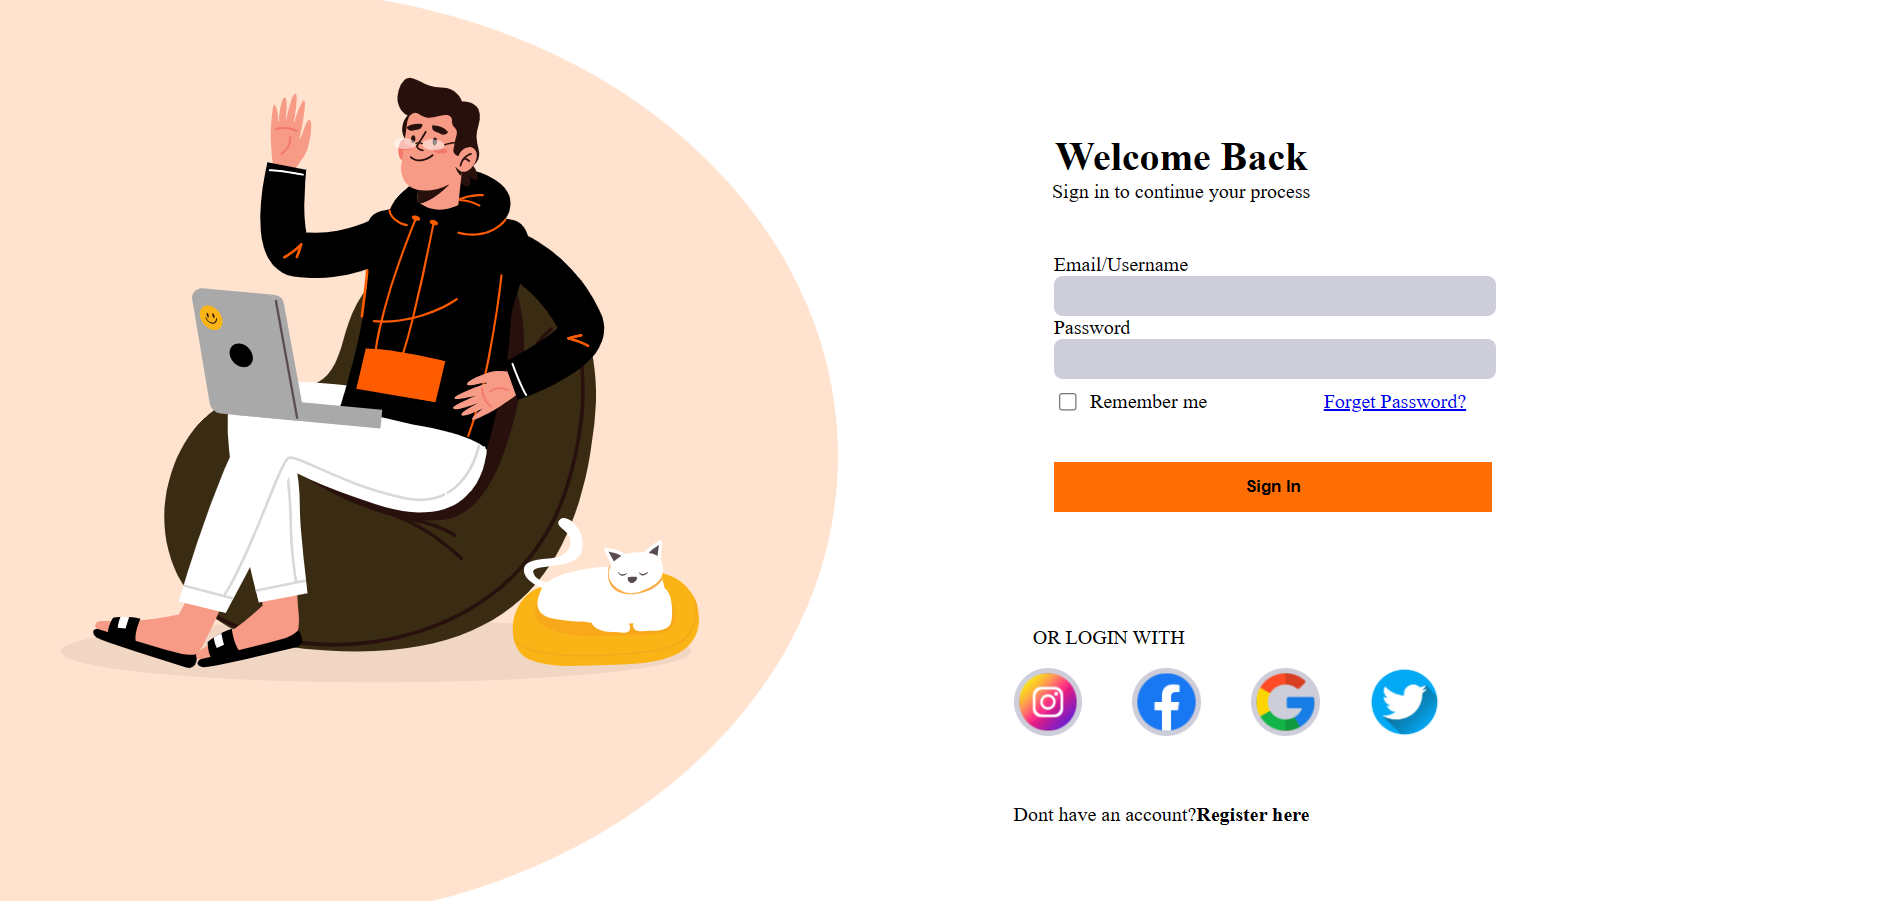 Welcome Back
Sign in to continue your process
Email/Username
Password
Remember me
Forget Password?
Sign In
OR LOGIN WITH
Dont have an account?Register here